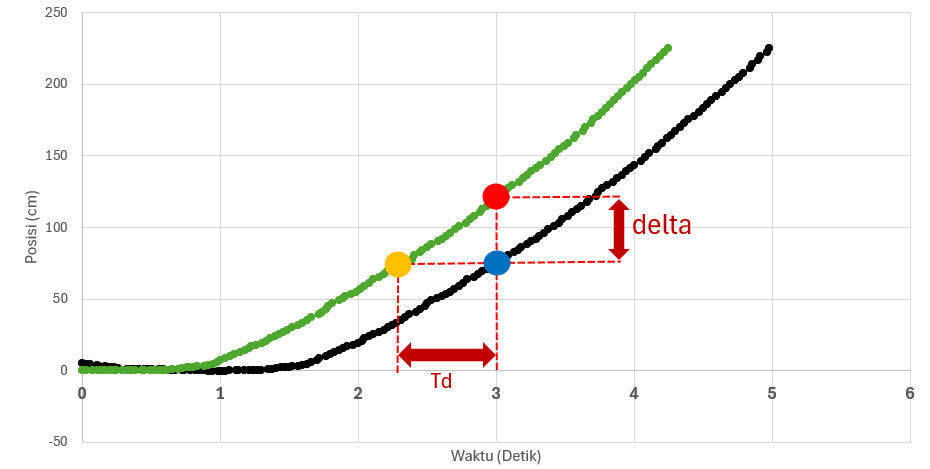 250
200
150
100
50
0
-50
Posisi (cm)
delta
Td
0 1 2 3 4 5 6
Waktu (Detik)